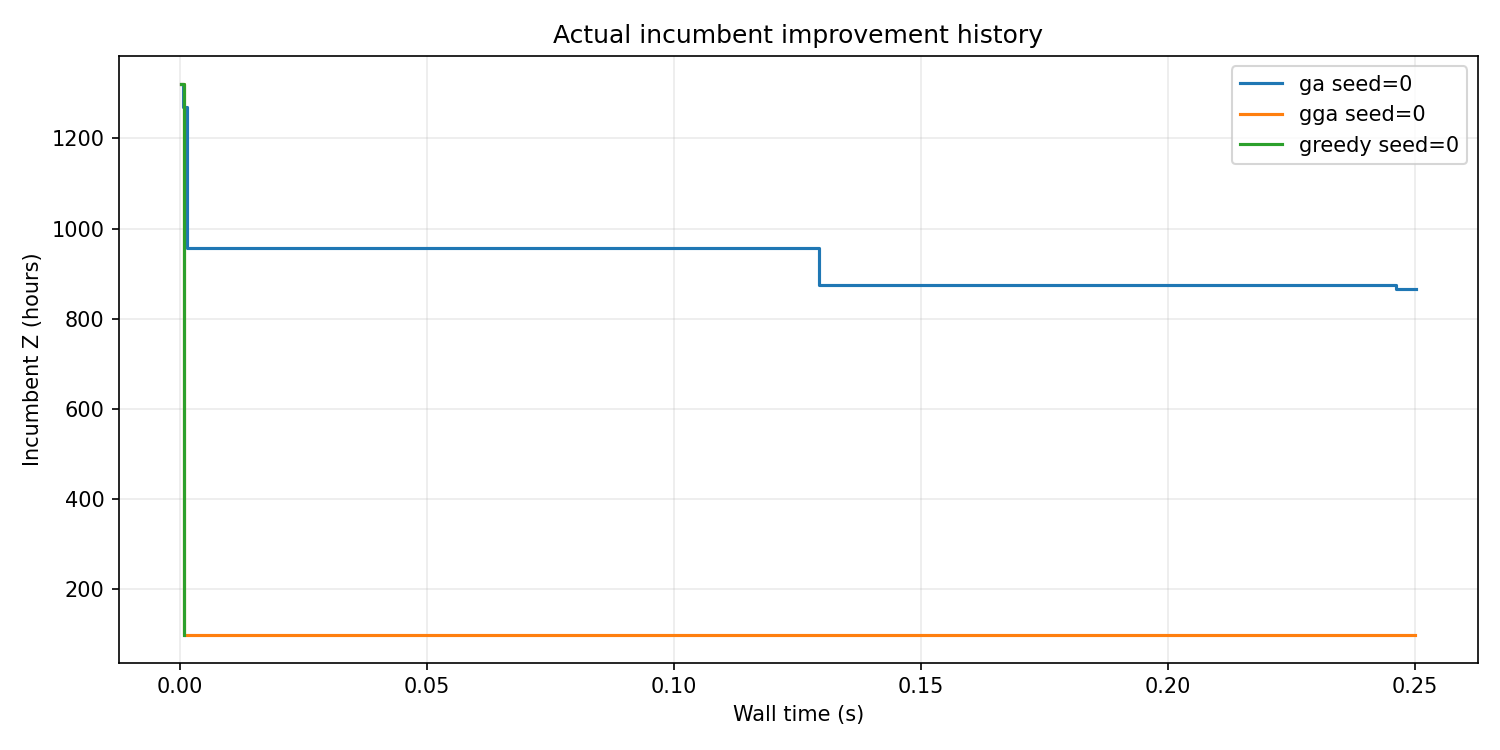 Actual incumbent improvement history
ga seed=0
gga seed=0
greedy seed=0
Incumbent Z (hours)
1200
1000
800
600
400
200
0.00 0.05 0.10 0.15 0.20 0.25
Wall time (s)